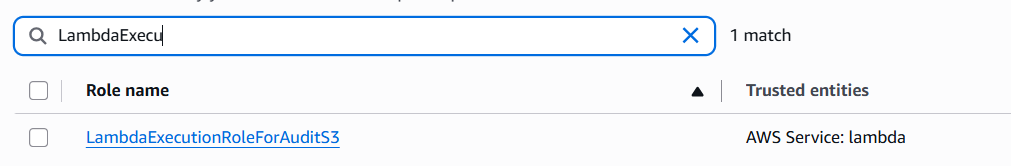 LambdaExecu
1 match
Role name
Trusted entities
LambdaExecutionRoleForAuditS3
AWS Service: lambda